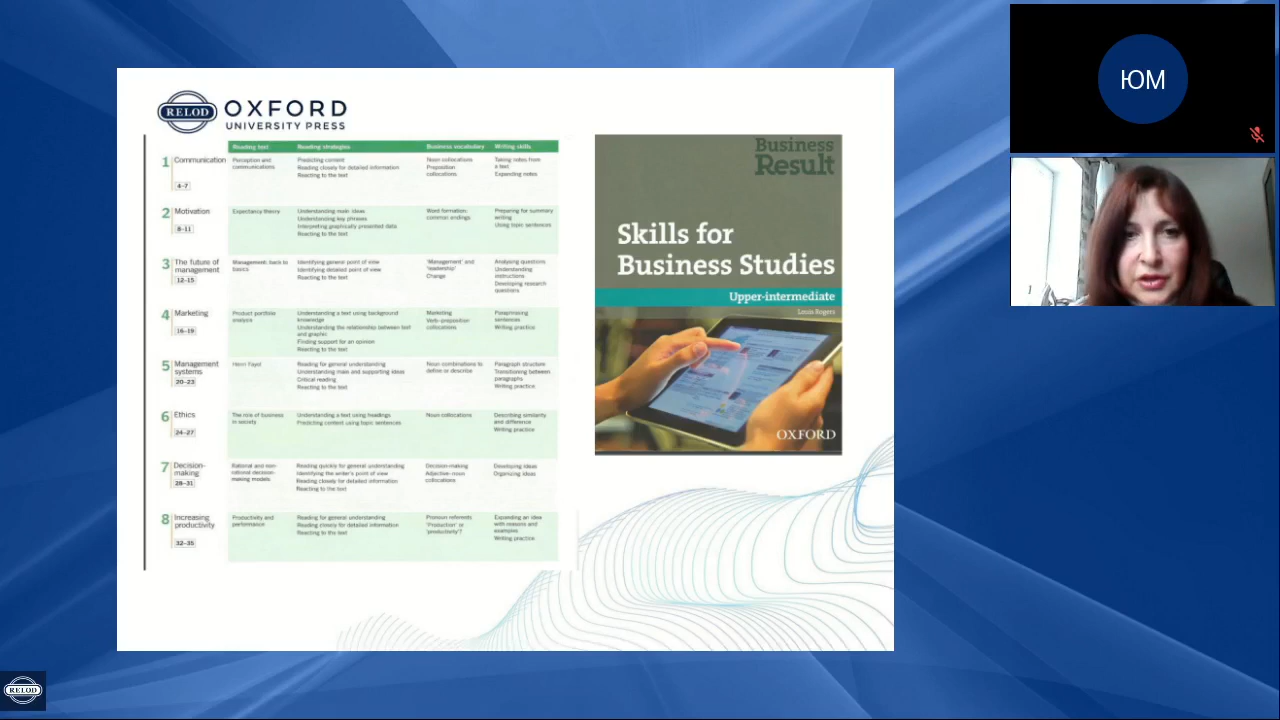 RELOD
OXFORD
UNIVERSITY PRESS
Reading text
Reading strategies
Business vocabulary
Writing skills
1
Communication
4–7
Perception and
communications
Predicting content
Reading closely for detailed information
Reacting to the text
Noun collocations
Preposition
collocations
Taking notes from
a text
Expanding notes
2
Motivation
8–11
Expectancy theory
Understanding main ideas
Understanding key phrases
Interpreting graphically presented data
Reacting to the text
Word formation:
common endings
Preparing for summary
writing
Using topic sentences
3
The future of
management
12–15
Management: back to
basics
Identifying general point of view
Identifying detailed point of view
Reacting to the text
'Management' and
'leadership'
Change
Analysing questions
Understanding
instructions
Developing research
questions
4
Marketing
16–19
Product portfolio
analysis
Understanding a text using background
knowledge
Understanding the relationship between text
and graphic
Finding support for an opinion
Reacting to the text
Marketing
Verb–preposition
collocations
Paraphrasing
sentences
Writing practice
5
Management
systems
20–23
Henri Fayol
Reading for general understanding
Understanding main and supporting ideas
Critical reading
Reacting to the text
Noun combinations to
define or describe
Paragraph structure
Transitioning between
paragraphs
Writing practice
6
Ethics
24–27
The role of business
in society
Understanding a text using headings
Predicting context using topic sentences
Noun collocations
Describing similarity
and difference
Writing practice
7
Decision-
making
28–31
Rational and non-
rational decision-
making models
Reading quickly for general understanding
Identifying the writer's point of view
Reading closely for detailed information
Reacting to the text
Decision-making
Adjective–noun
collocations
Developing ideas
Organizing ideas
8
Increasing
productivity
32–35
Productivity and
performance
Reading for general understanding
Reading closely for detailed information
Reacting to the text
Pronoun referents
'Production' or
'productivity'?
Expanding an idea
with reasons and
examples
Writing practice
Business
Result
Skills for
Business Studies
Upper-intermediate
Louis Rogers
OXFORD
ЮМ
RELOD